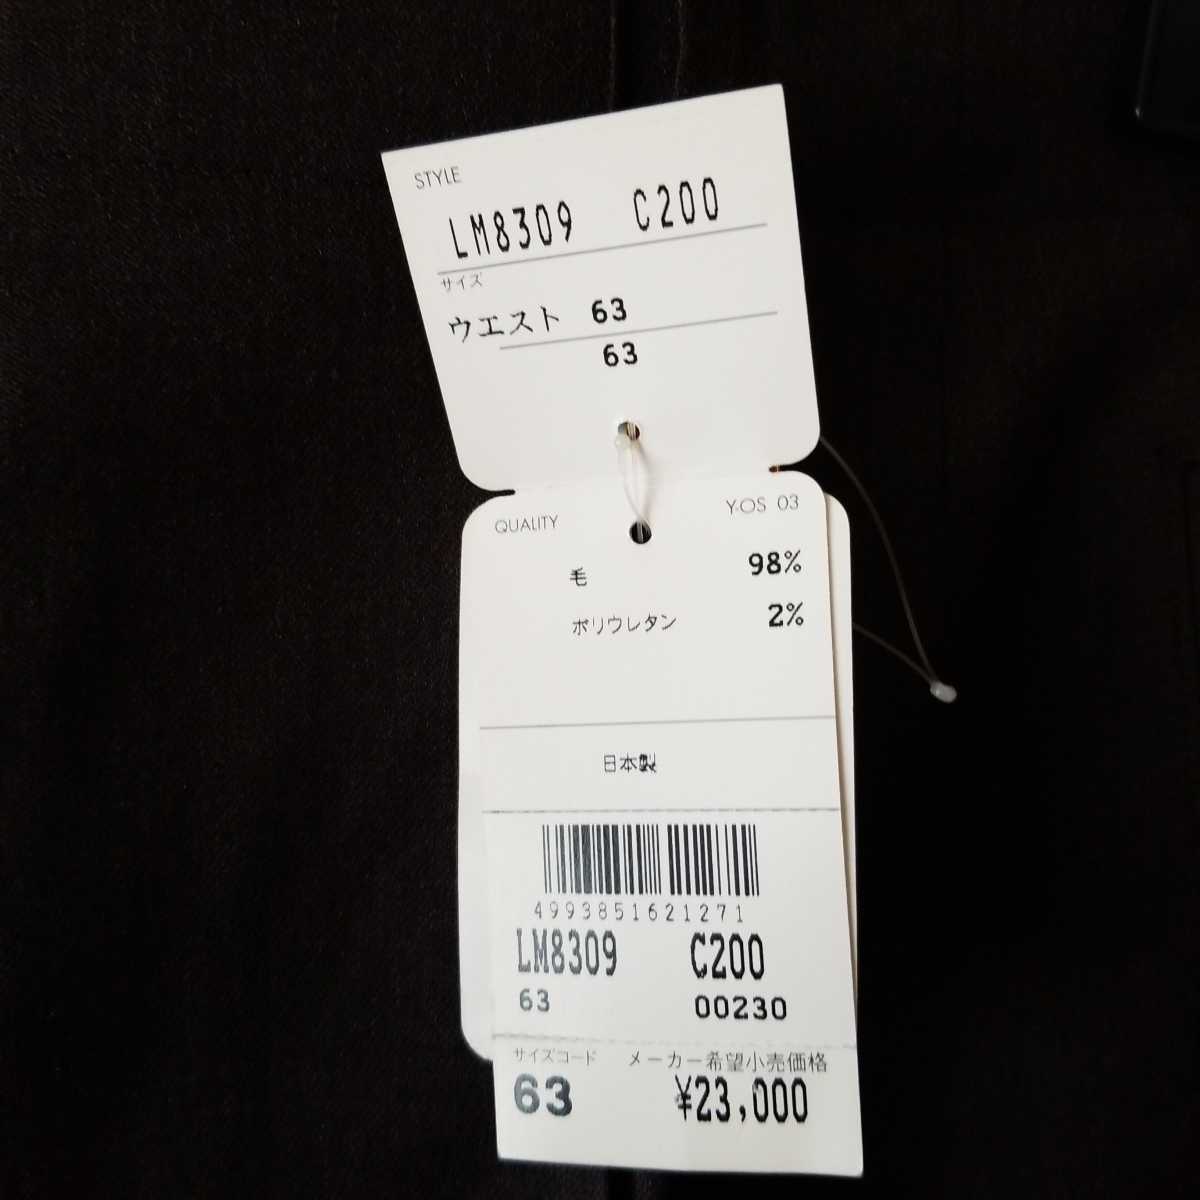 STYLE
LM8309 C200
サイズ
ウエスト 63
63
QUALITY Y-OS 03
毛 98%
ポリウレタン 2%
日本製
4993851621271
LM8309 C200
63 00230
サイズコード メーカー希望小売価格
63 ¥23,000